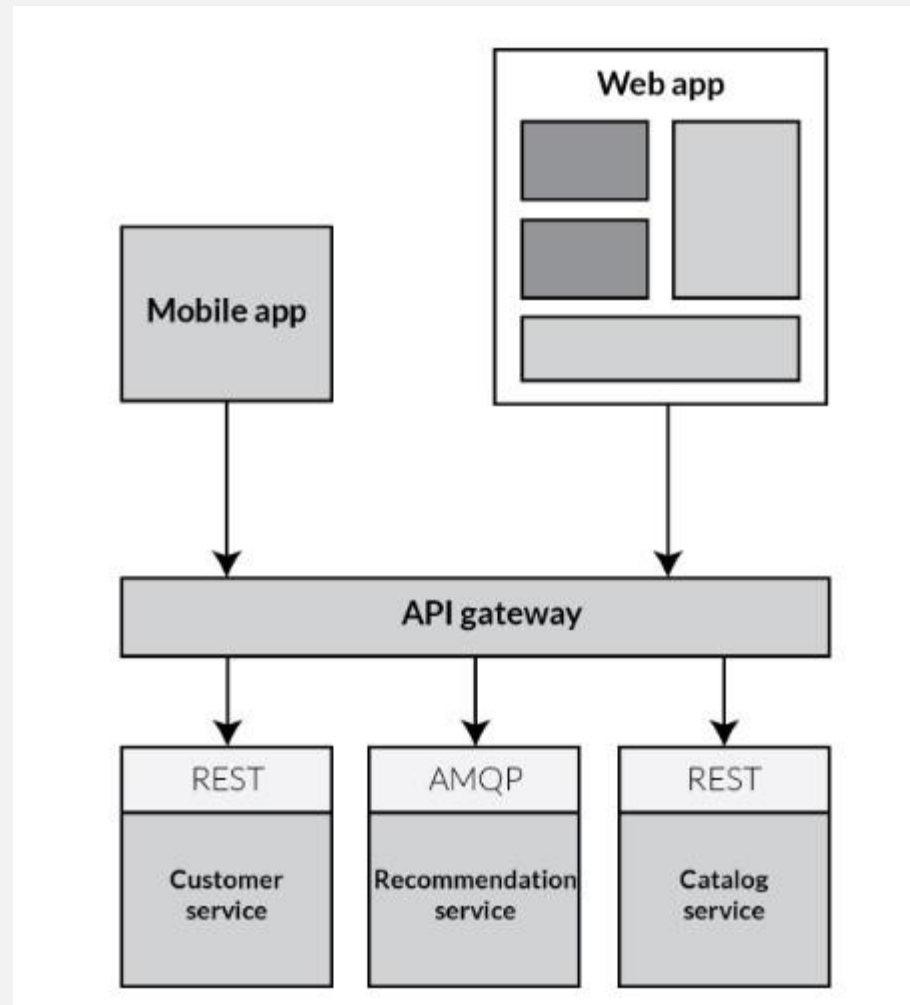 Web app
Mobile app
API gateway
REST
AMQP
REST
Customer
service
Recommendation
service
Catalog
service